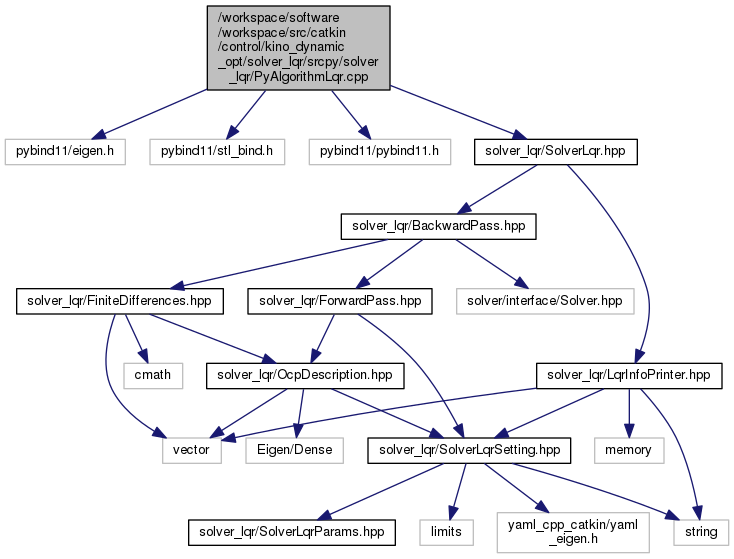 /workspace/software
/workspace/src/catkin
/control/kino_dynamic
_opt/solver_lqr/srcpy/solver
_lqr/PyAlgorithmLqr.cpp
pybind11/eigen.h
pybind11/stl_bind.h
pybind11/pybind11.h
solver_lqr/SolverLqr.hpp
solver_lqr/BackwardPass.hpp
solver_lqr/FiniteDifferences.hpp
solver_lqr/ForwardPass.hpp
solver/interface/Solver.hpp
cmath
solver_lqr/OcpDescription.hpp
solver_lqr/LqrInfoPrinter.hpp
vector
Eigen/Dense
solver_lqr/SolverLqrSetting.hpp
memory
solver_lqr/SolverLqrParams.hpp
limits
yaml_cpp_catkin/yaml
_eigen.h
string